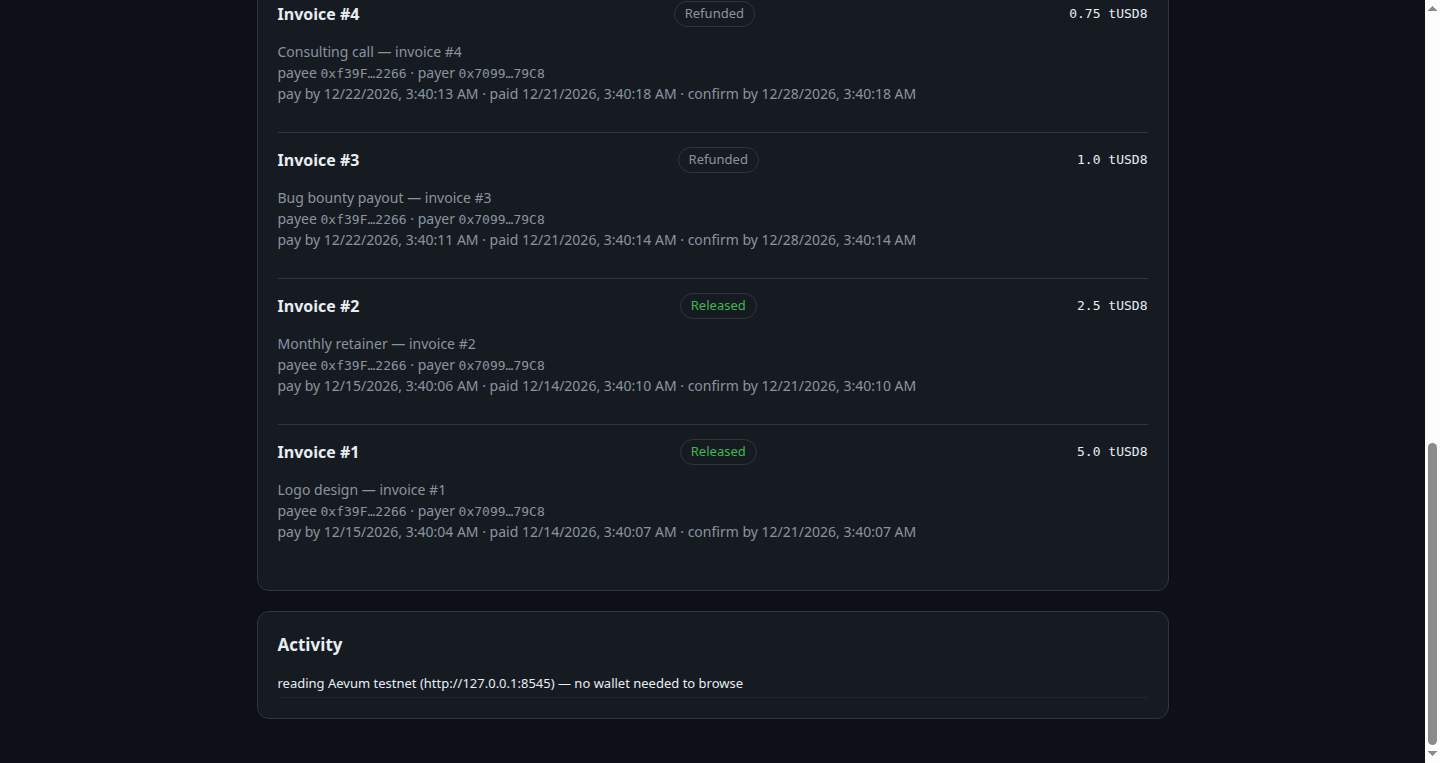 Invoice #4 Refunded 0.75 tUSD8
Consulting call — invoice #4
payee 0xf39F…2266 · payer 0x7099…79C8
pay by 12/22/2026, 3:40:13 AM · paid 12/21/2026, 3:40:18 AM · confirm by 12/28/2026, 3:40:18 AM
Invoice #3 Refunded 1.0 tUSD8
Bug bounty payout — invoice #3
payee 0xf39F…2266 · payer 0x7099…79C8
pay by 12/22/2026, 3:40:11 AM · paid 12/21/2026, 3:40:14 AM · confirm by 12/28/2026, 3:40:14 AM
Invoice #2 Released 2.5 tUSD8
Monthly retainer — invoice #2
payee 0xf39F…2266 · payer 0x7099…79C8
pay by 12/15/2026, 3:40:06 AM · paid 12/14/2026, 3:40:10 AM · confirm by 12/21/2026, 3:40:10 AM
Invoice #1 Released 5.0 tUSD8
Logo design — invoice #1
payee 0xf39F…2266 · payer 0x7099…79C8
pay by 12/15/2026, 3:40:04 AM · paid 12/14/2026, 3:40:07 AM · confirm by 12/21/2026, 3:40:07 AM
Activity
reading Aevum testnet (http://127.0.0.1:8545) — no wallet needed to browse